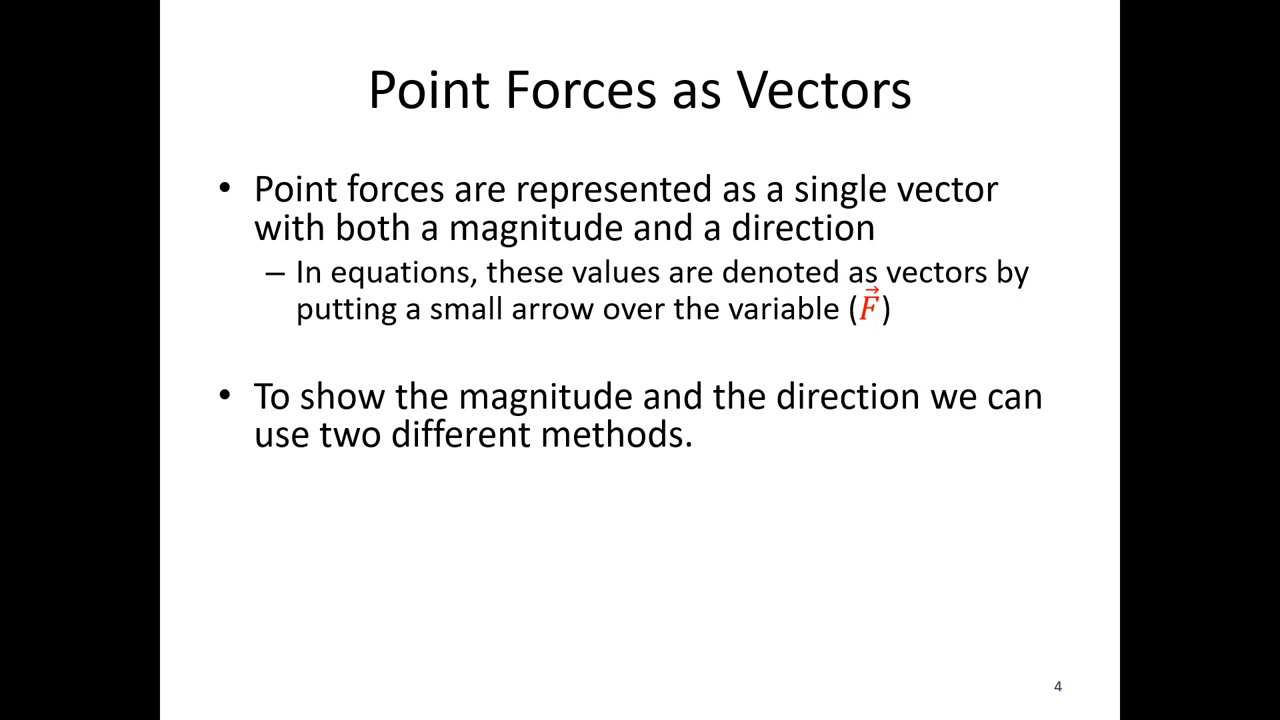 Point Forces as Vectors
• Point forces are represented as a single vector
with both a magnitude and a direction
– In equations, these values are denoted as vectors by
putting a small arrow over the variable (F⃗)
• To show the magnitude and the direction we can
use two different methods.
4